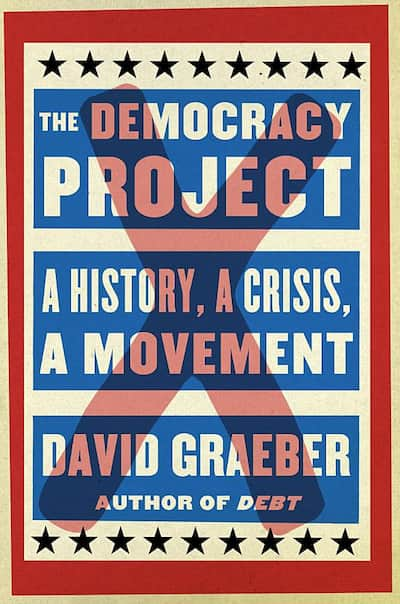 THE DEMOCRACY
PROJECT
A HISTORY, A CRISIS,
A MOVEMENT
DAVID GRAEBER
AUTHOR OF DEBT